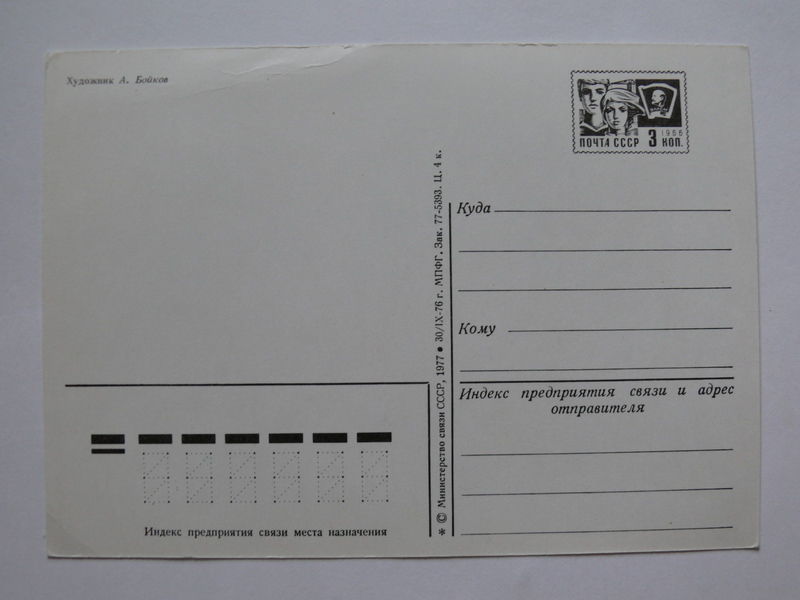 Художник А. Бойков
1966
ПОЧТА СССР 3 КОП.
Куда
Кому
Индекс предприятия связи и адрес
отправителя
* © Министерство связи СССР, 1977 ● 30/IX-76 г. МПФГ. Зак. 77-5393. Ц. 4 к.
Индекс предприятия связи места назначения